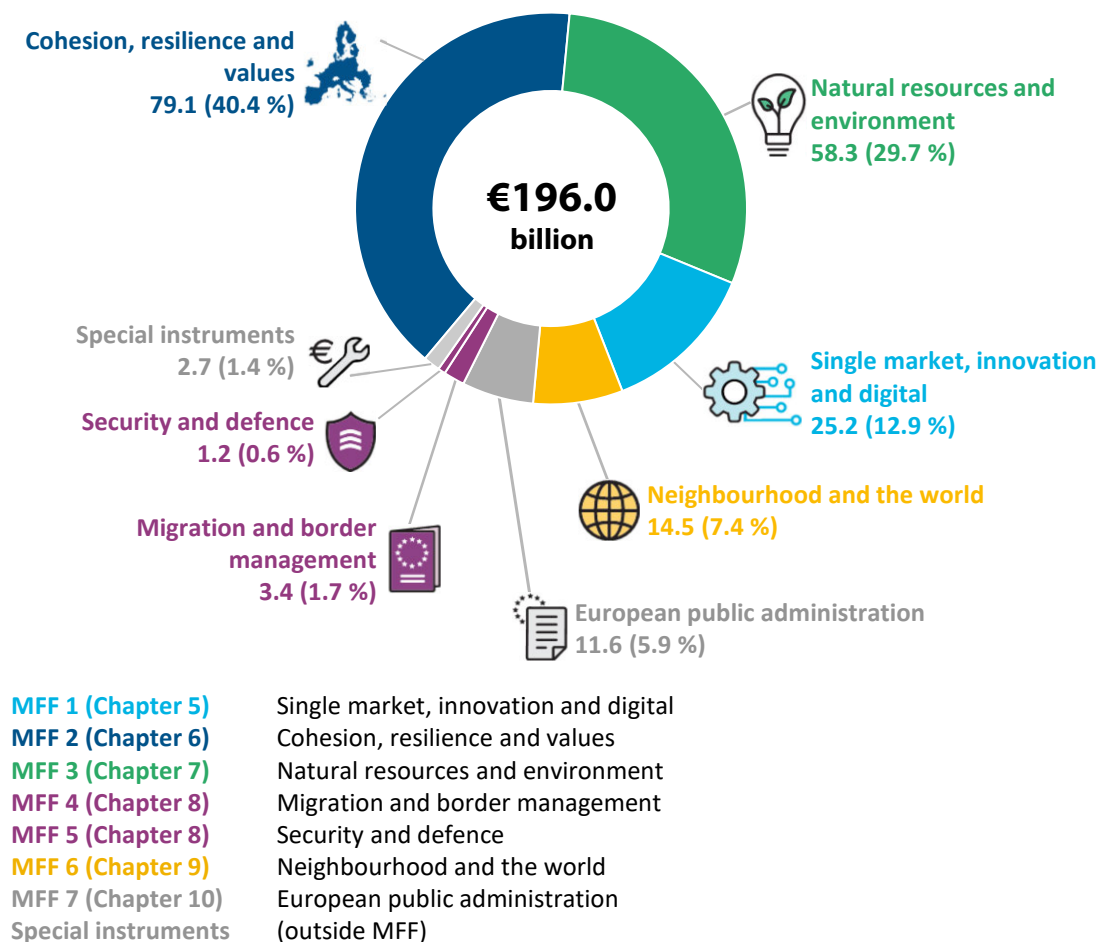 Cohesion, resilience and
values
79.1 (40.4 %)
Natural resources and
environment
58.3 (29.7 %)
€196.0
billion
Special instruments
2.7 (1.4 %)
€
Single market, innovation
and digital
25.2 (12.9 %)
Security and defence
1.2 (0.6 %)
Neighbourhood and the world
14.5 (7.4 %)
Migration and border
management
3.4 (1.7 %)
European public administration
11.6 (5.9 %)
MFF 1 (Chapter 5) Single market, innovation and digital
MFF 2 (Chapter 6) Cohesion, resilience and values
MFF 3 (Chapter 7) Natural resources and environment
MFF 4 (Chapter 8) Migration and border management
MFF 5 (Chapter 8) Security and defence
MFF 6 (Chapter 9) Neighbourhood and the world
MFF 7 (Chapter 10) European public administration
Special instruments (outside MFF)